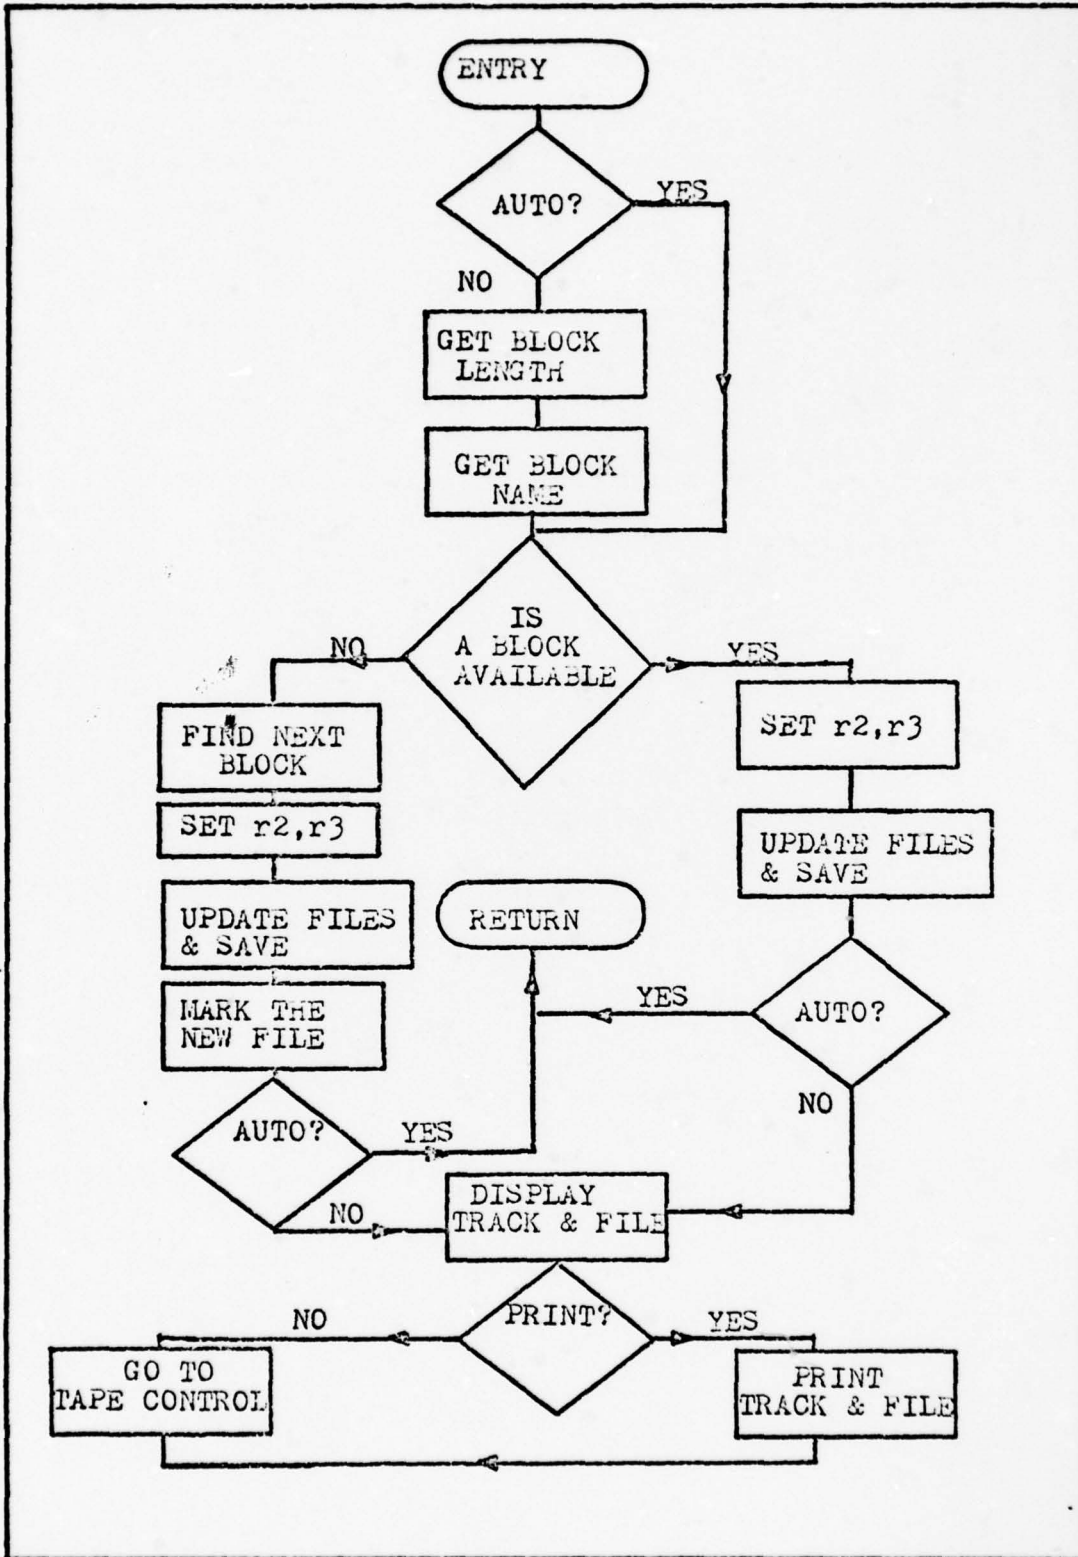 ENTRY
AUTO?
YES
NO
GET BLOCK
LENGTH
GET BLOCK
NAME
IS
A BLOCK
AVAILABLE
NO
YES
FIND NEXT
BLOCK
SET r2,r3
SET r2,r3
UPDATE FILES
& SAVE
UPDATE FILES
& SAVE
RETURN
MARK THE
NEW FILE
YES
AUTO?
NO
AUTO?
YES
NO
DISPLAY
TRACK & FILE
PRINT?
NO
YES
GO TO
TAPE CONTROL
PRINT
TRACK & FILE